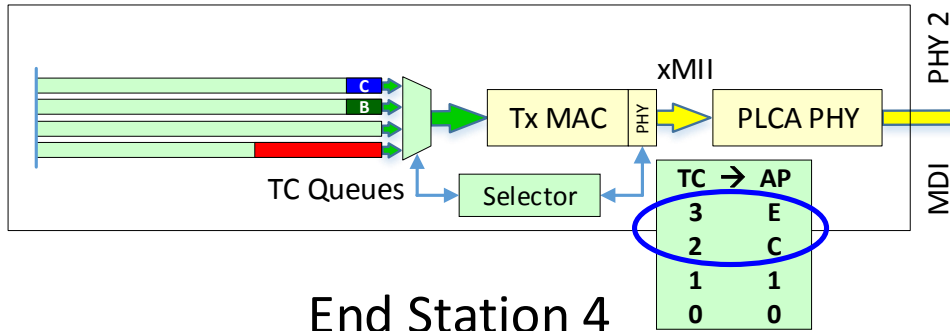 PHY 2
C
xMII
B
Tx MAC
PHY
PLCA PHY
TC Queues
Selector
TC → AP
3 E
2 C
1 1
0 0
MDI
End Station 4